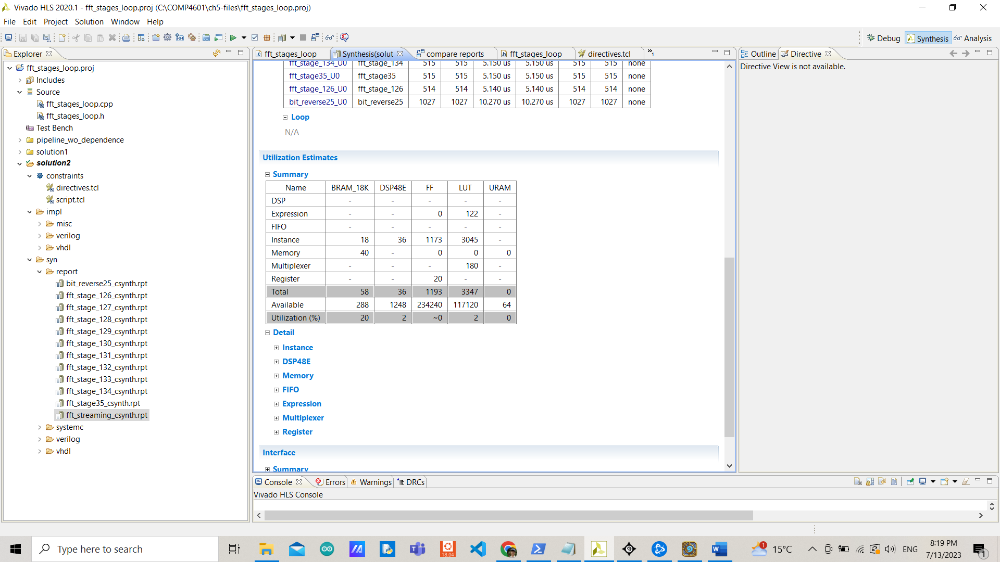 Vivado HLS 2020.1 - fft_stages_loop.proj (C:\COMP4601\ch5-files\fft_stages_loop.proj)
File Edit Project Solution Window Help
Debug Synthesis Analysis
Explorer
fft_stages_loop.proj
Includes
Source
fft_stages_loop.cpp
fft_stages_loop.h
Test Bench
pipeline_wo_dependence
solution1
solution2
constraints
directives.tcl
script.tcl
impl
misc
verilog
vhdl
syn
report
bit_reverse25_csynth.rpt
fft_stage_126_csynth.rpt
fft_stage_127_csynth.rpt
fft_stage_128_csynth.rpt
fft_stage_129_csynth.rpt
fft_stage_130_csynth.rpt
fft_stage_131_csynth.rpt
fft_stage_132_csynth.rpt
fft_stage_133_csynth.rpt
fft_stage_134_csynth.rpt
fft_stage35_csynth.rpt
fft_streaming_csynth.rpt
systemc
verilog
vhdl
fft_stages_loop Synthesis(solut compare reports fft_stages_loop directives.tcl »1
fft_stage_134_U0 fft_stage_134 515 515 5.150 us 5.150 us 515 515 none
fft_stage35_U0 fft_stage35 515 515 5.150 us 5.150 us 515 515 none
fft_stage_126_U0 fft_stage_126 514 514 5.140 us 5.140 us 514 514 none
bit_reverse25_U0 bit_reverse25 1027 1027 10.270 us 10.270 us 1027 1027 none
Loop
N/A
Utilization Estimates
Summary
Name BRAM_18K DSP48E FF LUT URAM
DSP - - - - -
Expression - - 0 122 -
FIFO - - - - -
Instance 18 36 1173 3045 -
Memory 40 - 0 0 0
Multiplexer - - - 180 -
Register - - 20 - -
Total 58 36 1193 3347 0
Available 288 1248 234240 117120 64
Utilization (%) 20 2 ~0 2 0
Detail
Instance
DSP48E
Memory
FIFO
Expression
Multiplexer
Register
Interface
Summary
Outline Directive
Directive View is not available.
Console Errors Warnings DRCs
Vivado HLS Console
Type here to search
18.04
1
15°C
ENG
8:19 PM
7/13/2023
1